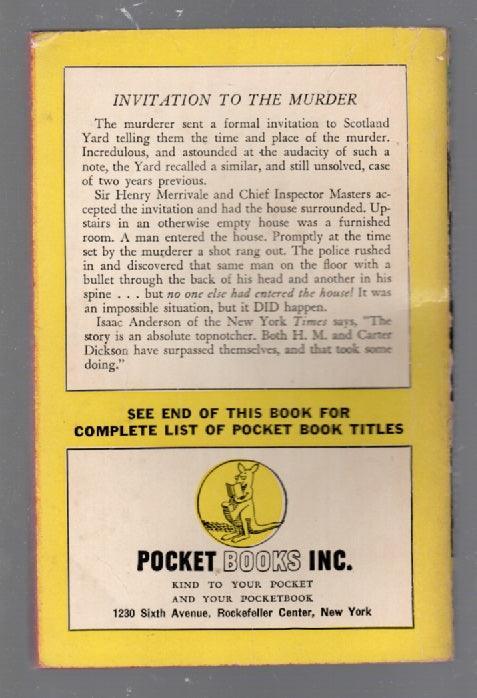 INVITATION TO THE MURDER
The murderer sent a formal invitation to Scotland
Yard telling them the time and place of the murder.
Incredulous, and astounded at the audacity of such a
note, the Yard recalled a similar, and still unsolved, case
of two years previous.
Sir Henry Merrivale and Chief Inspector Masters ac-
cepted the invitation and had the house surrounded. Up-
stairs in an otherwise empty house was a furnished
room. A man entered the house. Promptly at the time
set by the murderer a shot rang out. The police rushed
in and discovered that same man on the floor with a
bullet through the back of his head and another in his
spine . . . but no one else had entered the house! It was
an impossible situation, but it DID happen.
Isaac Anderson of the New York Times says, "The
story is an absolute topnotcher. Both H. M. and Carter
Dickson have surpassed themselves, and that took some
doing."
SEE END OF THIS BOOK FOR
COMPLETE LIST OF POCKET BOOK TITLES
POCKET BOOKS INC.
KIND TO YOUR POCKET
AND YOUR POCKETBOOK
1230 Sixth Avenue, Rockefeller Center, New York